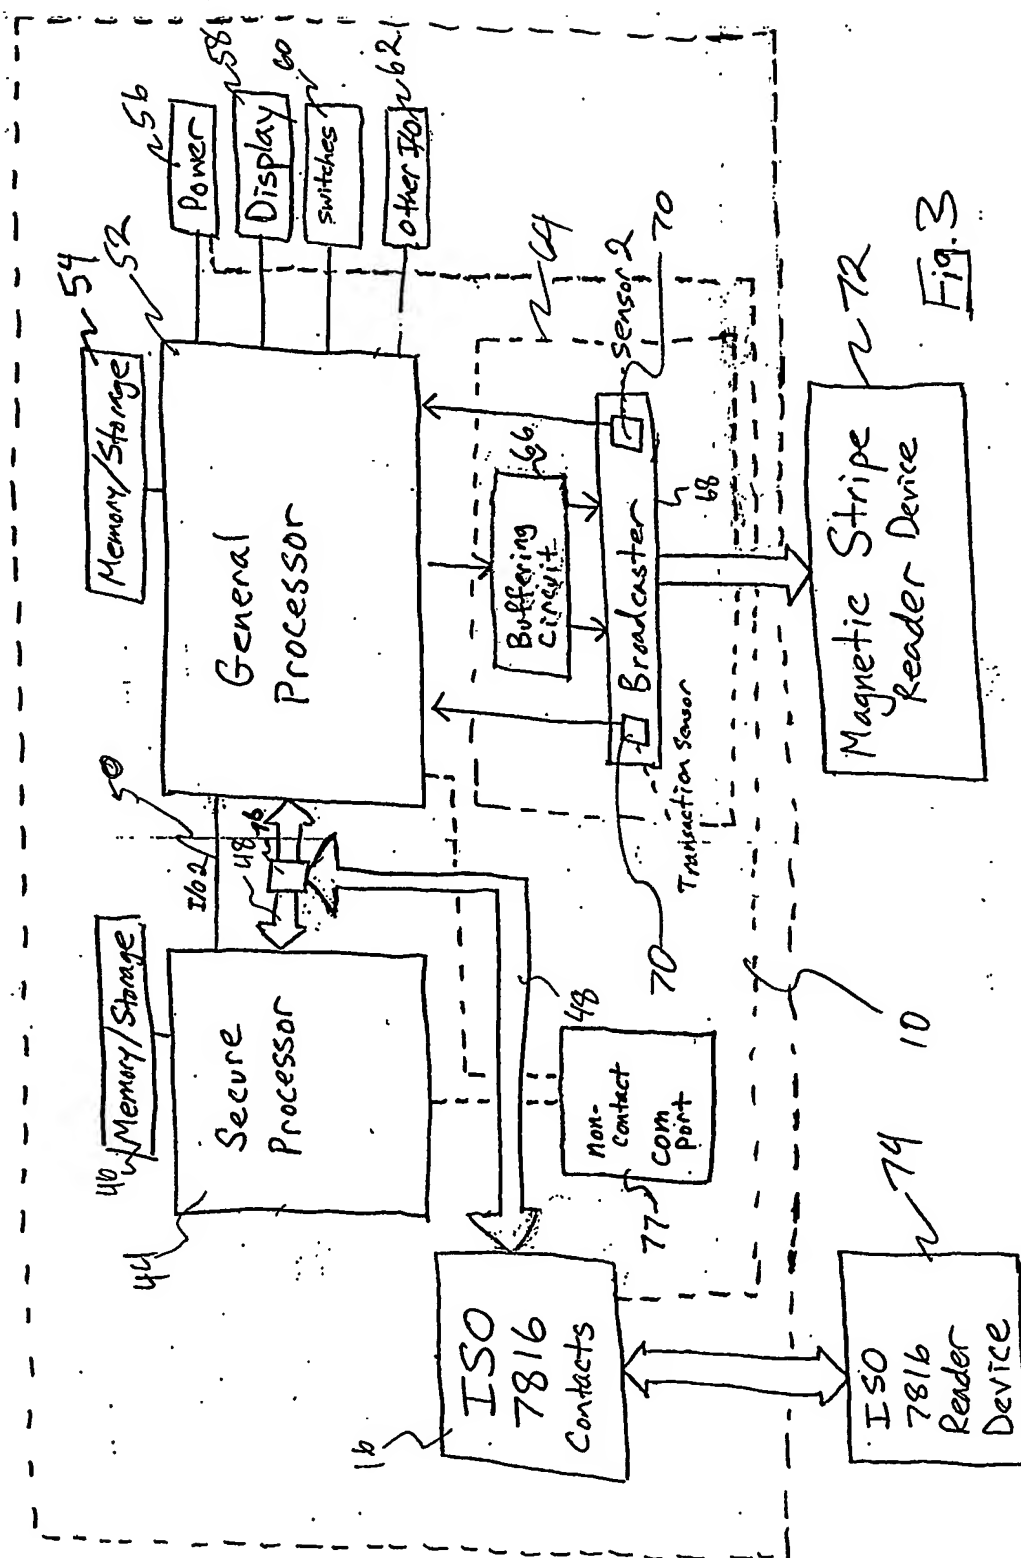 46
Memory/Storage
54
Memory/Storage
52
44
Secure
Processor
I/O 2
50
48
76
General
Processor
56
Power
58
Display
60
switches
62
other I/O
16
ISO
7816
Contacts
48
77
Non-
contact
com
port
64
66
Buffering
circuit
Broadcaster
68
sensor 2
70
Transaction Sensor
70
10
74
ISO
7816
Reader
Device
72
Magnetic Stripe
Reader Device
Fig. 3